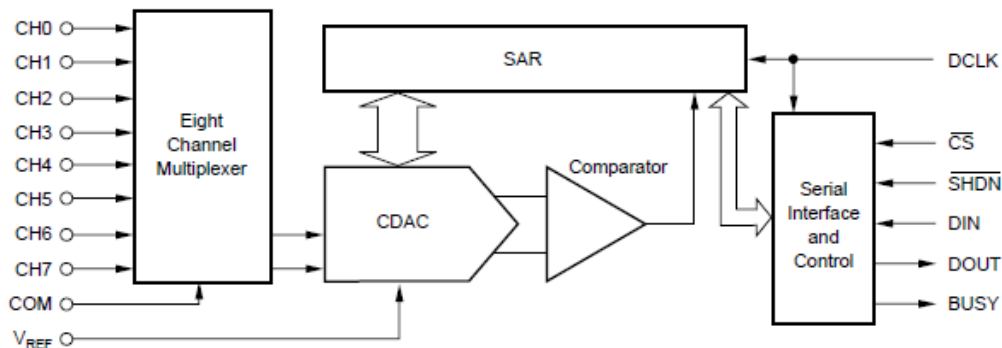 CH0
CH1
CH2
CH3
CH4
CH5
CH6
CH7
COM
VREF
Eight
Channel
Multiplexer
SAR
CDAC
Comparator
Serial
Interface
and
Control
DCLK
CS
SHDN
DIN
DOUT
BUSY